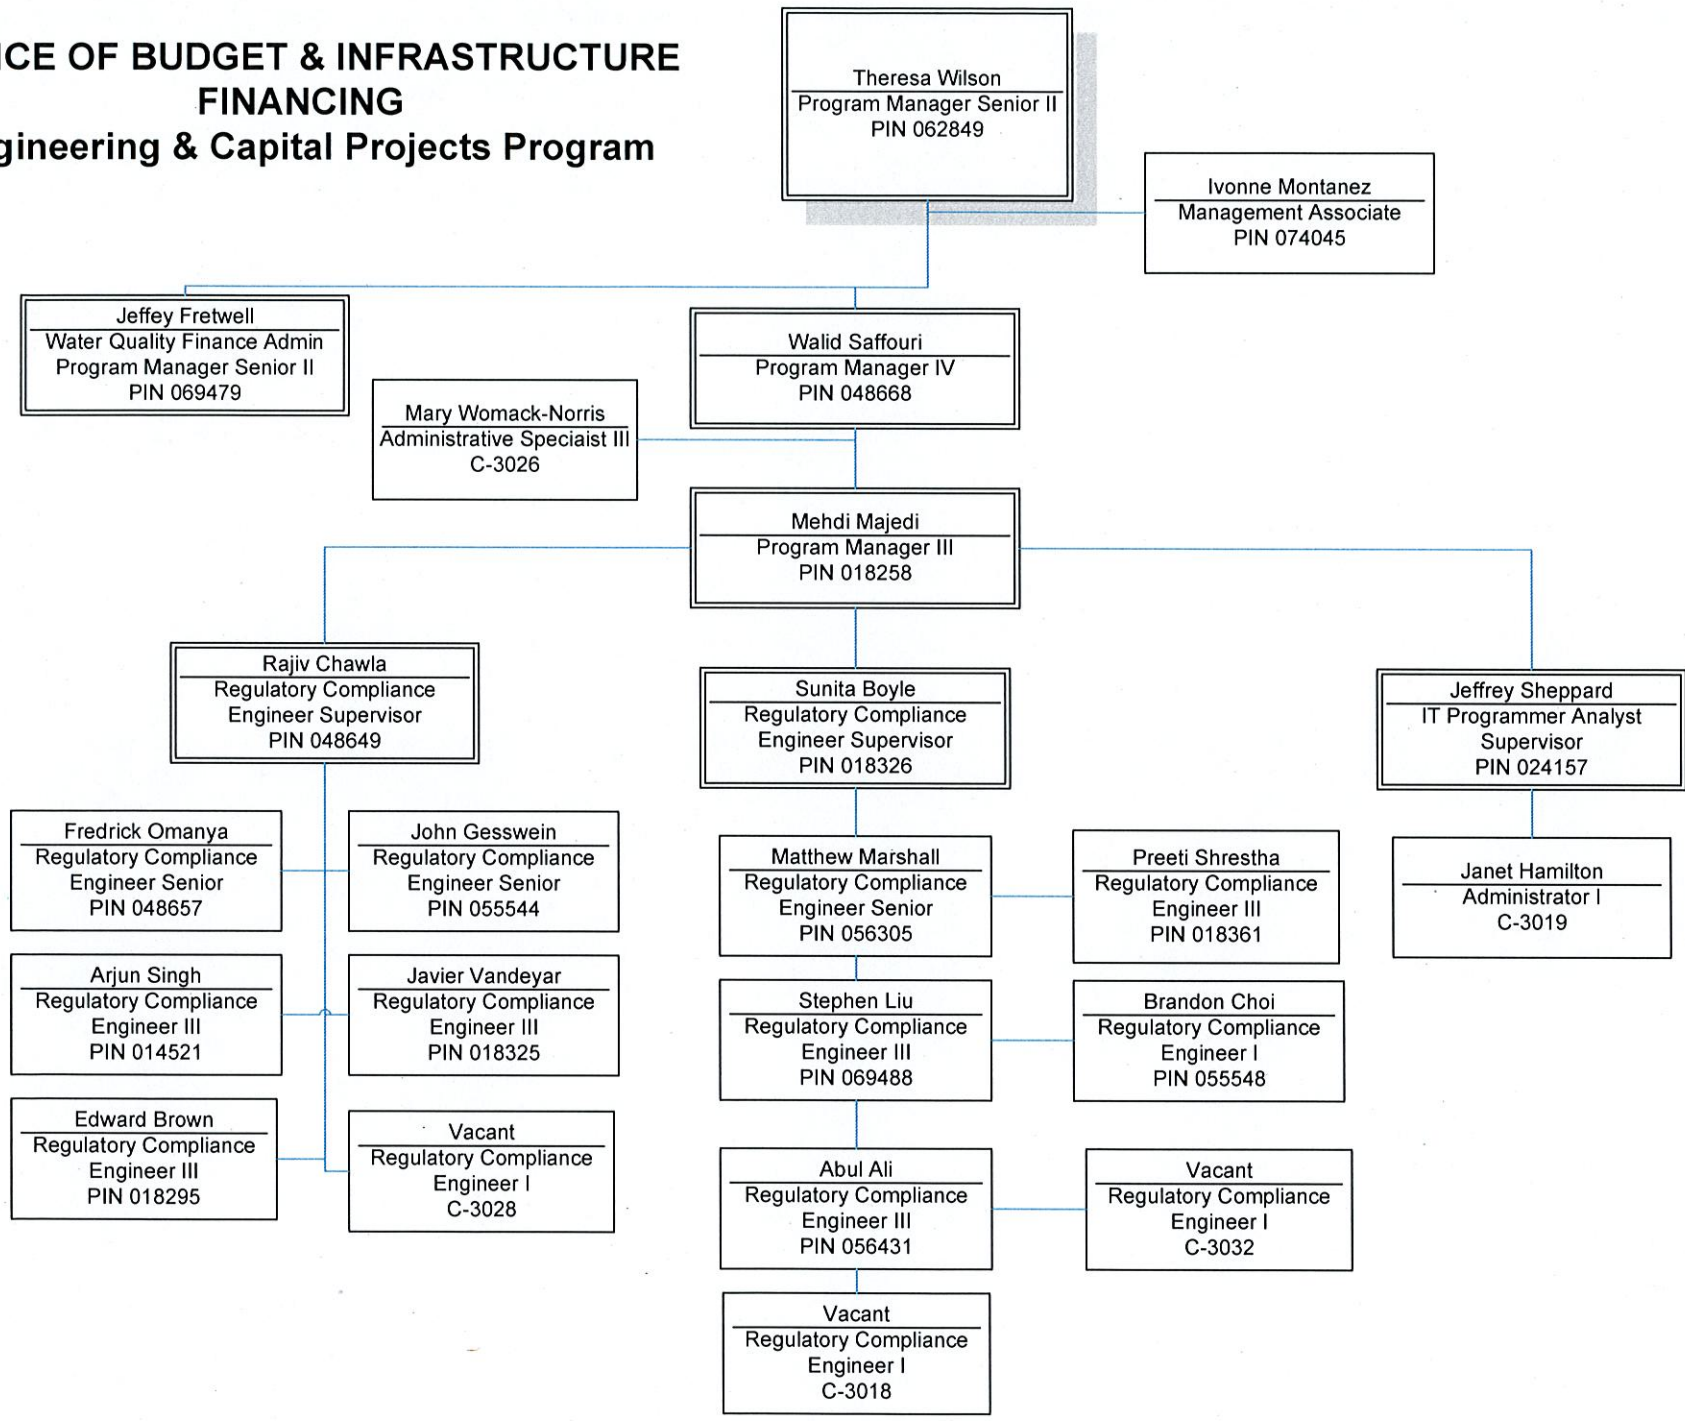 ICE OF BUDGET & INFRASTRUCTURE
FINANCING
gineering & Capital Projects Program
Theresa Wilson
Program Manager Senior II
PIN 062849
Ivonne Montanez
Management Associate
PIN 074045
Jeffey Fretwell
Water Quality Finance Admin
Program Manager Senior II
PIN 069479
Walid Saffouri
Program Manager IV
PIN 048668
Mary Womack-Norris
Administrative Speciaist III
C-3026
Mehdi Majedi
Program Manager III
PIN 018258
Rajiv Chawla
Regulatory Compliance
Engineer Supervisor
PIN 048649
Sunita Boyle
Regulatory Compliance
Engineer Supervisor
PIN 018326
Jeffrey Sheppard
IT Programmer Analyst
Supervisor
PIN 024157
Fredrick Omanya
Regulatory Compliance
Engineer Senior
PIN 048657
John Gesswein
Regulatory Compliance
Engineer Senior
PIN 055544
Matthew Marshall
Regulatory Compliance
Engineer Senior
PIN 056305
Preeti Shrestha
Regulatory Compliance
Engineer III
PIN 018361
Janet Hamilton
Administrator I
C-3019
Arjun Singh
Regulatory Compliance
Engineer III
PIN 014521
Javier Vandeyar
Regulatory Compliance
Engineer III
PIN 018325
Stephen Liu
Regulatory Compliance
Engineer III
PIN 069488
Brandon Choi
Regulatory Compliance
Engineer I
PIN 055548
Edward Brown
Regulatory Compliance
Engineer III
PIN 018295
Vacant
Regulatory Compliance
Engineer I
C-3028
Abul Ali
Regulatory Compliance
Engineer III
PIN 056431
Vacant
Regulatory Compliance
Engineer I
C-3032
Vacant
Regulatory Compliance
Engineer I
C-3018